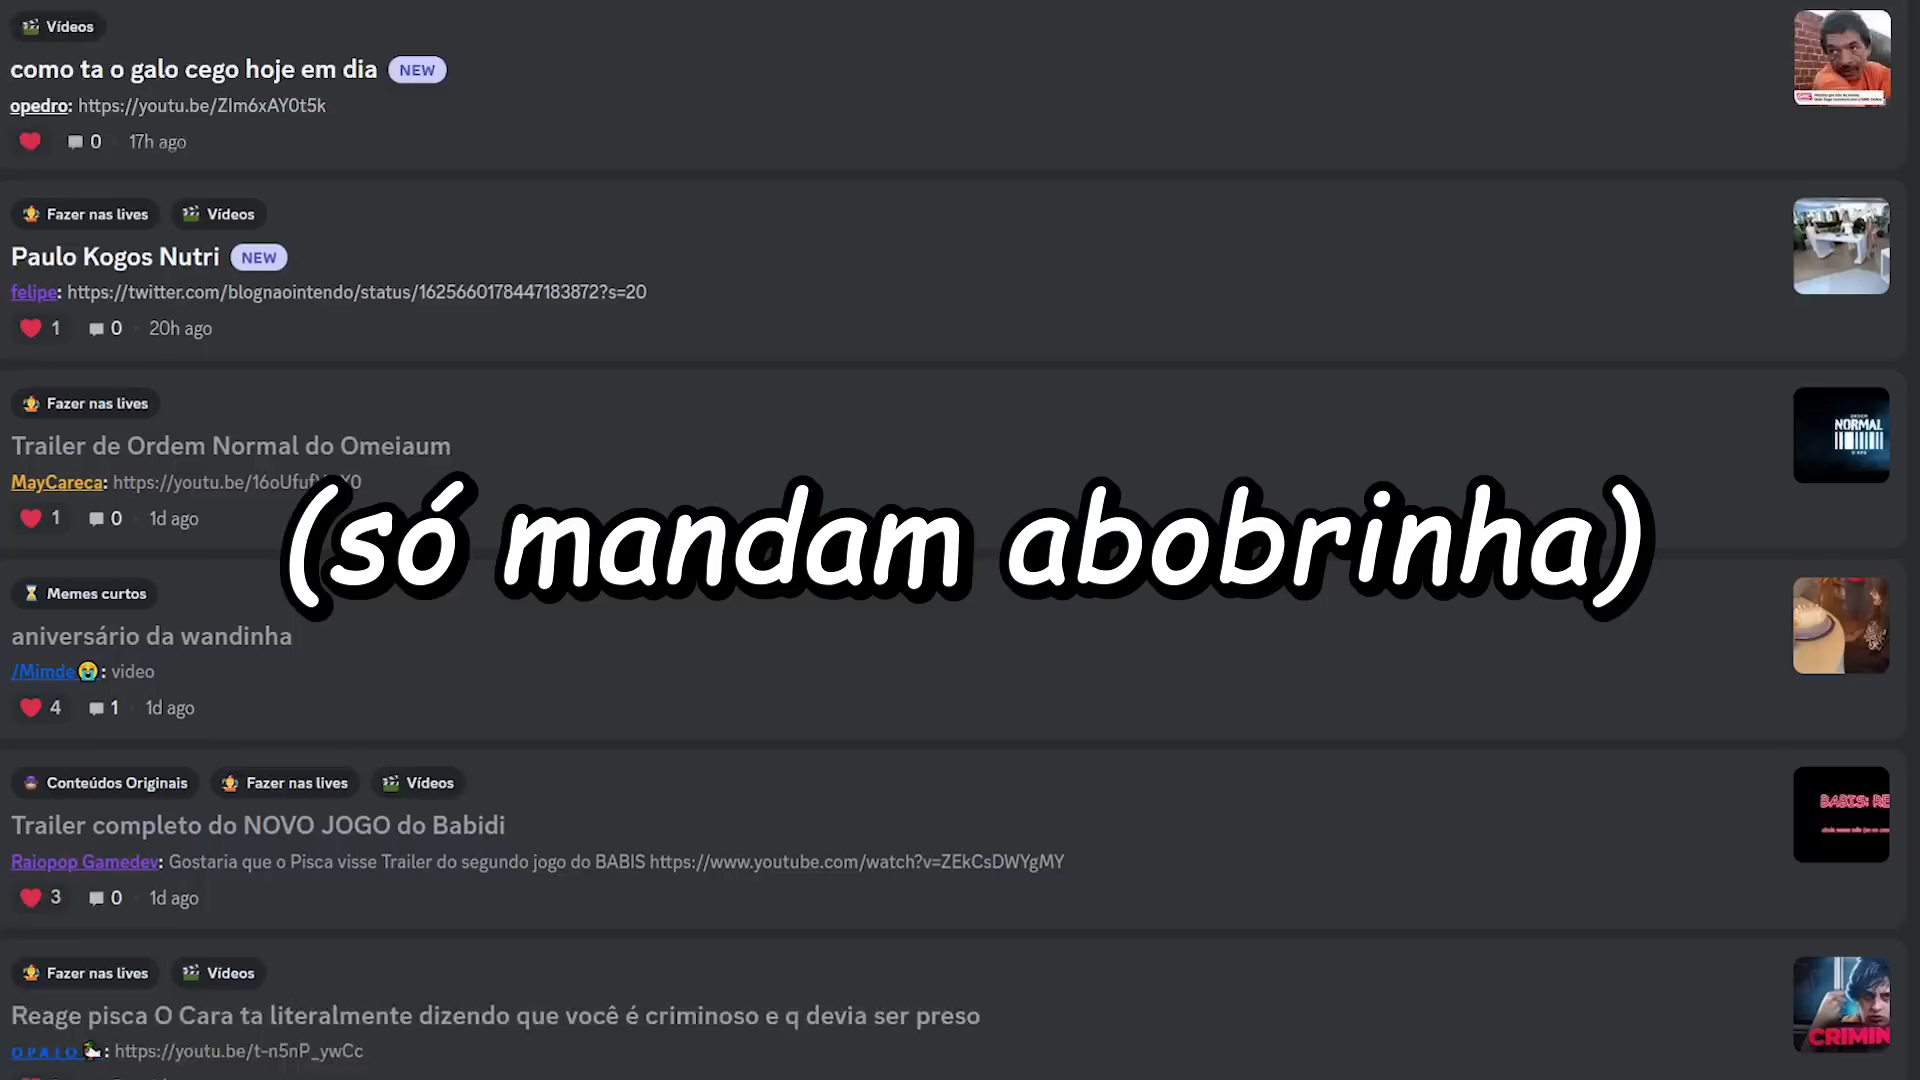 Vídeos
como ta o galo cego hoje em dia NEW
opedro: https://youtu.be/ZIm6xAY0t5k
0 17h ago
Fazer nas lives Vídeos
Paulo Kogos Nutri NEW
felipe: https://twitter.com/blognaointendo/status/1625660178447183872?s=20
1 0 20h ago
Fazer nas lives
Trailer de Ordem Normal do Omeiaum
NORMAL
MayCareca:
1 0 1d ago
(só mandam abobrinha)
Memes curtos
aniversário da wandinha
/Mimde😭: video
4 1 1d ago
Conteúdos Originais Fazer nas lives Vídeos
BABIS: RE
Trailer completo do NOVO JOGO do Babidi
Raiopop Gamedev: Gostaria que o Pisca visse Trailer do segundo jogo do BABIS https://www.youtube.com/watch?v=ZEkCsDWYgMY
3 0 1d ago
Fazer nas lives Vídeos
Reage pisca O Cara ta literalmente dizendo que você é criminoso e q devia ser preso
CRIMIN
O P A I O: https://youtu.be/t-n5nP_ywCc